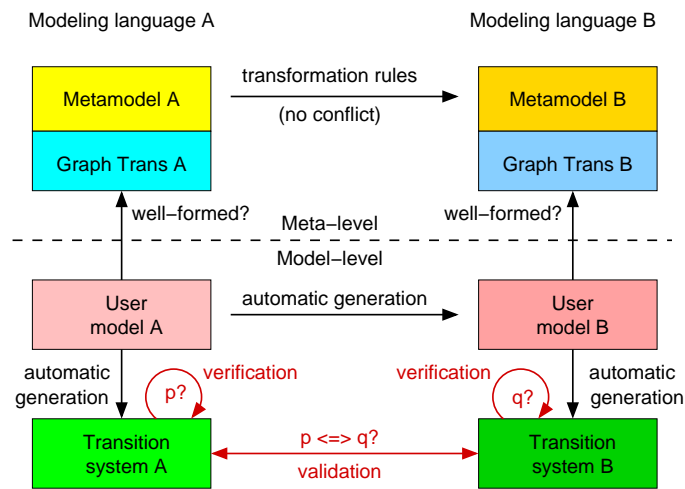 Modeling language A
Modeling language B
Metamodel A
transformation rules
(no conflict)
Metamodel B
Graph Trans A
Graph Trans B
well−formed?
well−formed?
Meta−level
Model−level
User
model A
automatic generation
User
model B
automatic
generation
verification
p?
verification
q?
automatic
generation
Transition
system A
p <=> q?
validation
Transition
system B